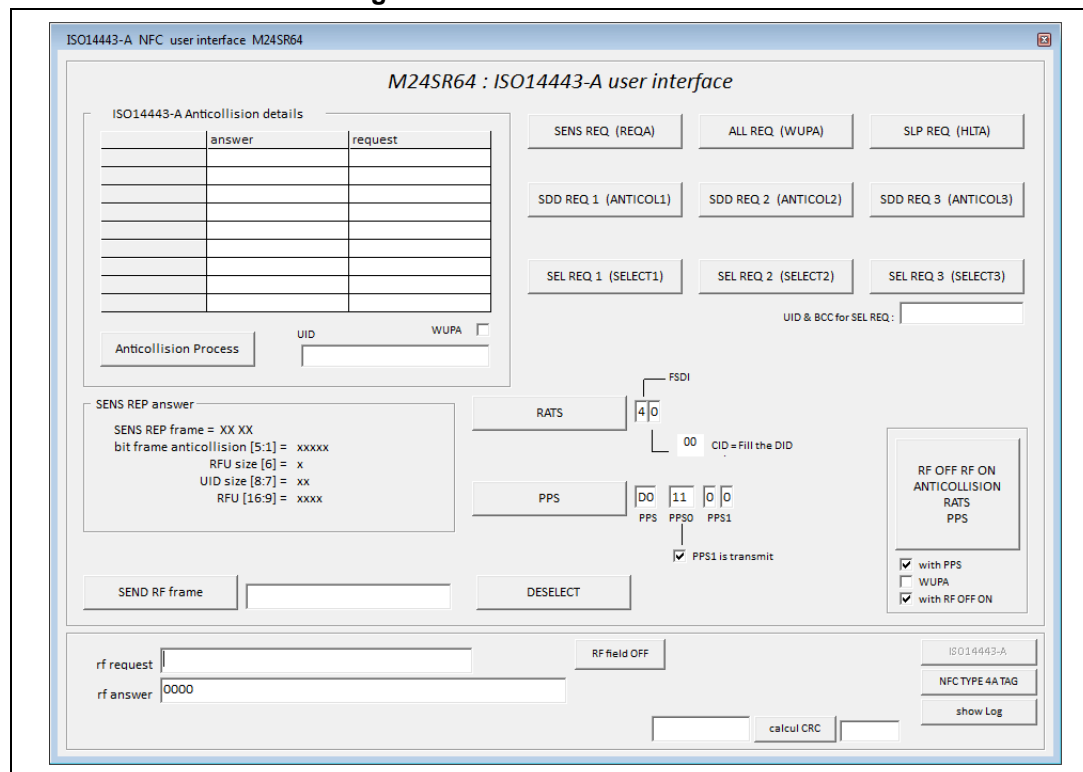 ISO14443-A NFC user interface M24SR64
M24SR64 : ISO14443-A user interface
ISO14443-A Anticollision details
answer request
SENS REQ (REQA) ALL REQ (WUPA) SLP REQ (HLTA)
SDD REQ 1 (ANTICOL1) SDD REQ 2 (ANTICOL2) SDD REQ 3 (ANTICOL3)
SEL REQ 1 (SELECT1) SEL REQ 2 (SELECT2) SEL REQ 3 (SELECT3)
UID & BCC for SEL REQ :
Anticollision Process UID WUPA
FSDI
RATS 4 0
00 CID = Fill the DID
SENS REP answer
SENS REP frame = XX XX
bit frame anticollision [5:1] = xxxxx
RFU size [6] = x
UID size [8:7] = xx
RFU [16:9] = xxxx
PPS D0 11 0 0
PPS PPS0 PPS1
PPS1 is transmit
RF OFF RF ON
ANTICOLLISION
RATS
PPS
with PPS
WUPA
with RF OFF ON
SEND RF frame DESELECT
rf request
rf answer 0000
RF field OFF
ISO14443-A
NFC TYPE 4A TAG
show Log
calcul CRC